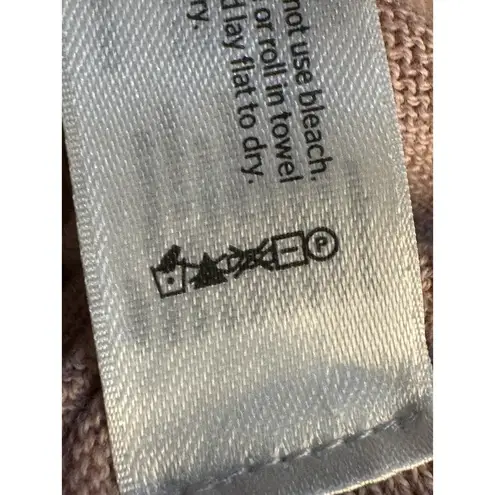 not use bleach.
, or roll in towel
d lay flat to dry.
ry.
P